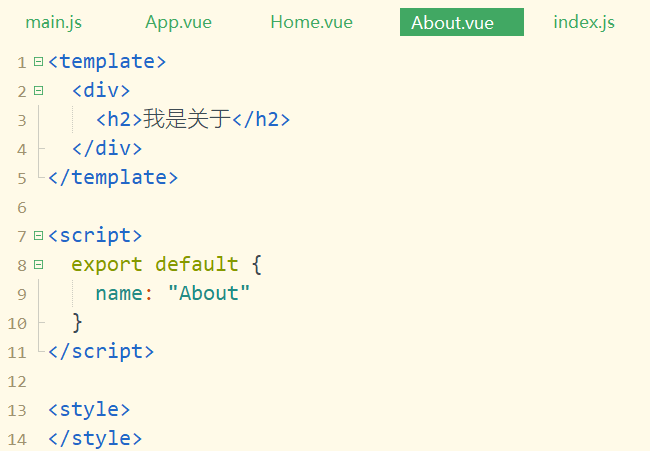 main.js App.vue Home.vue About.vue index.js
1 <template>
2   <div>
3     <h2>我是关于</h2>
4   </div>
5 </template>
6
7 <script>
8   export default {
9     name: "About"
10   }
11 </script>
12
13 <style>
14 </style>